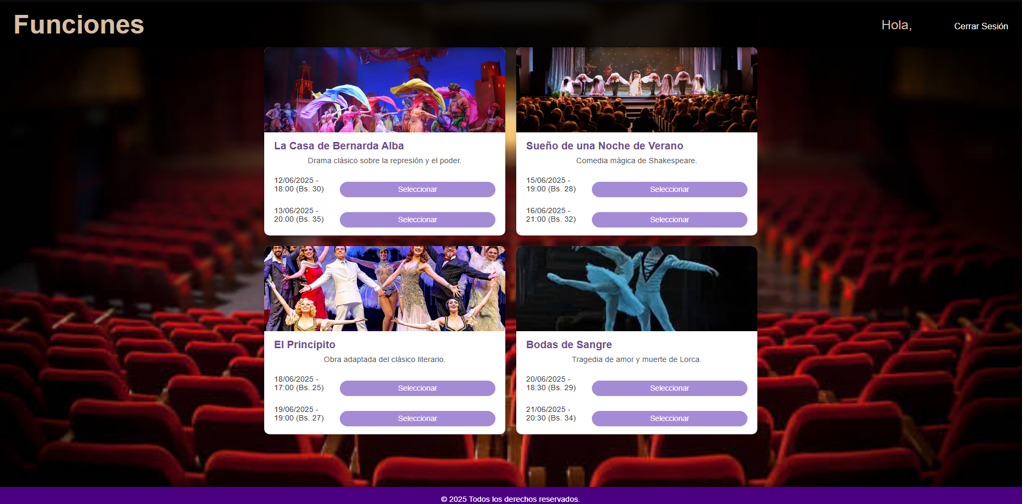 Funciones
Hola,
Cerrar Sesión
La Casa de Bernarda Alba
Drama clásico sobre la represión y el poder.
12/06/2025 -
18:00 (Bs. 30)
Seleccionar
13/06/2025 -
20:00 (Bs. 35)
Seleccionar
Sueño de una Noche de Verano
Comedia mágica de Shakespeare.
15/06/2025 -
19:00 (Bs. 28)
Seleccionar
16/06/2025 -
21:00 (Bs. 32)
Seleccionar
El Principito
Obra adaptada del clásico literario.
18/06/2025 -
17:00 (Bs. 25)
Seleccionar
19/06/2025 -
19:00 (Bs. 27)
Seleccionar
Bodas de Sangre
Tragedia de amor y muerte de Lorca.
20/06/2025 -
18:30 (Bs. 29)
Seleccionar
21/06/2025 -
20:30 (Bs. 34)
Seleccionar
© 2025 Todos los derechos reservados.